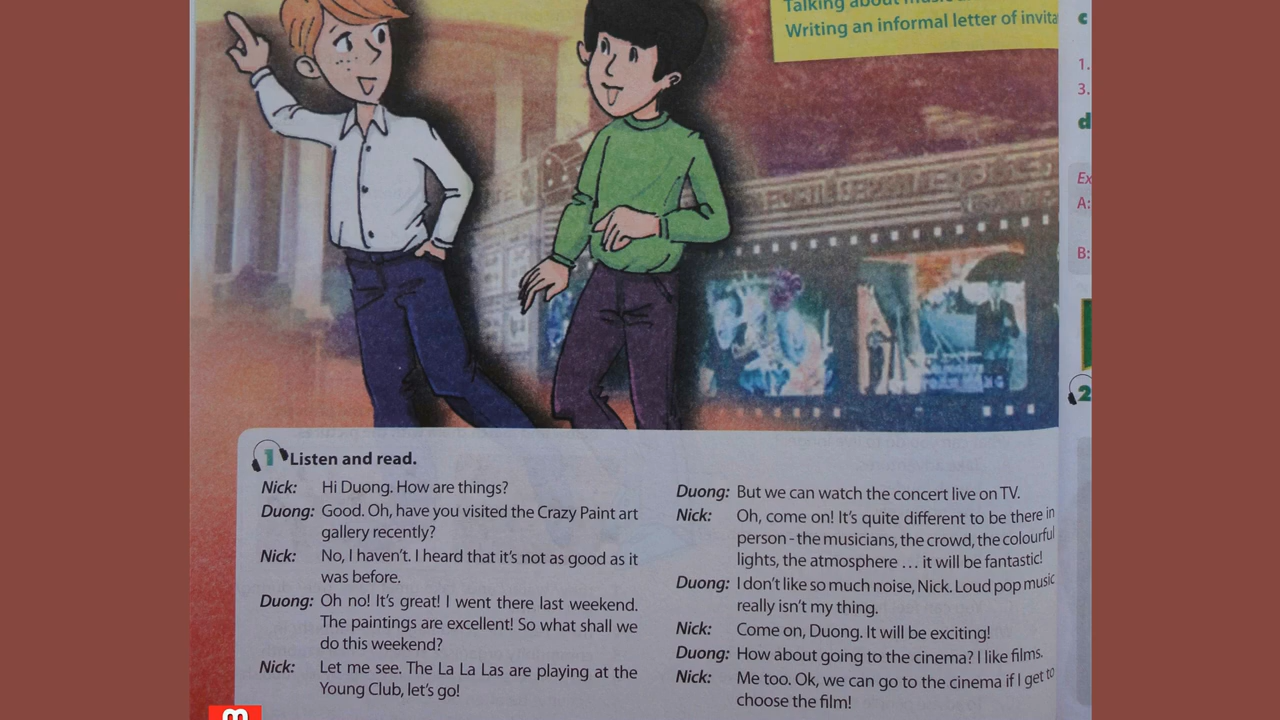 Talking about music
Writing an informal letter of invita
c
1.
3.
d
Ex
A:
B:
2
1 Listen and read.
Nick: Hi Duong. How are things?
Duong: Good. Oh, have you visited the Crazy Paint art
gallery recently?
Nick: No, I haven't. I heard that it's not as good as it
was before.
Duong: Oh no! It's great! I went there last weekend.
The paintings are excellent! So what shall we
do this weekend?
Nick: Let me see. The La La Las are playing at the
Young Club, let's go!
Duong: But we can watch the concert live on TV.
Nick: Oh, come on! It's quite different to be there in
person - the musicians, the crowd, the colourful
lights, the atmosphere ... it will be fantastic!
Duong: I don't like so much noise, Nick. Loud pop music
really isn't my thing.
Nick: Come on, Duong. It will be exciting!
Duong: How about going to the cinema? I like films.
Nick: Me too. Ok, we can go to the cinema if I get to
choose the film!